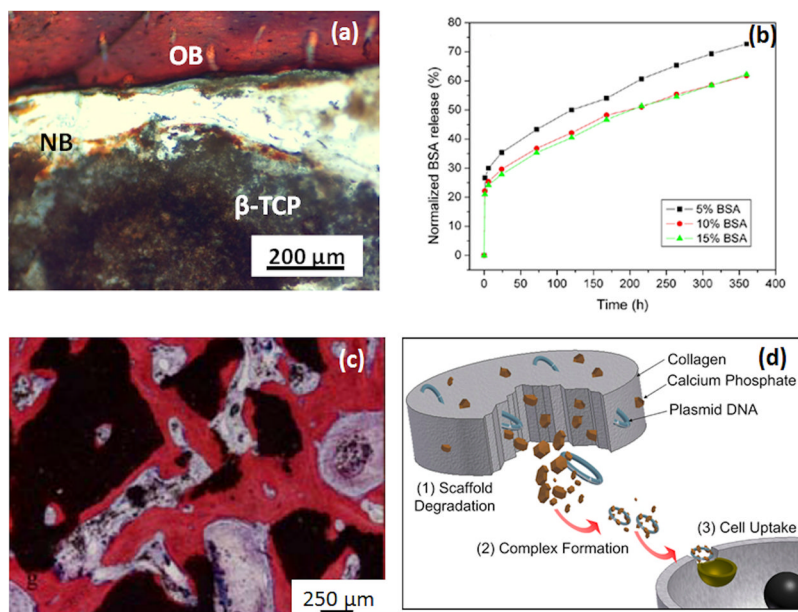 (a)
OB
NB
β-TCP
200 µm
(b)
Normalized BSA release (%)
80
70
60
50
40
30
20
10
0
5% BSA
10% BSA
15% BSA
0 50 100 150 200 250 300 350 400
Time (h)
(c)
g
250 µm
(d)
Collagen
Calcium Phosphate
Plasmid DNA
(1) Scaffold
Degradation
(2) Complex Formation
(3) Cell Uptake